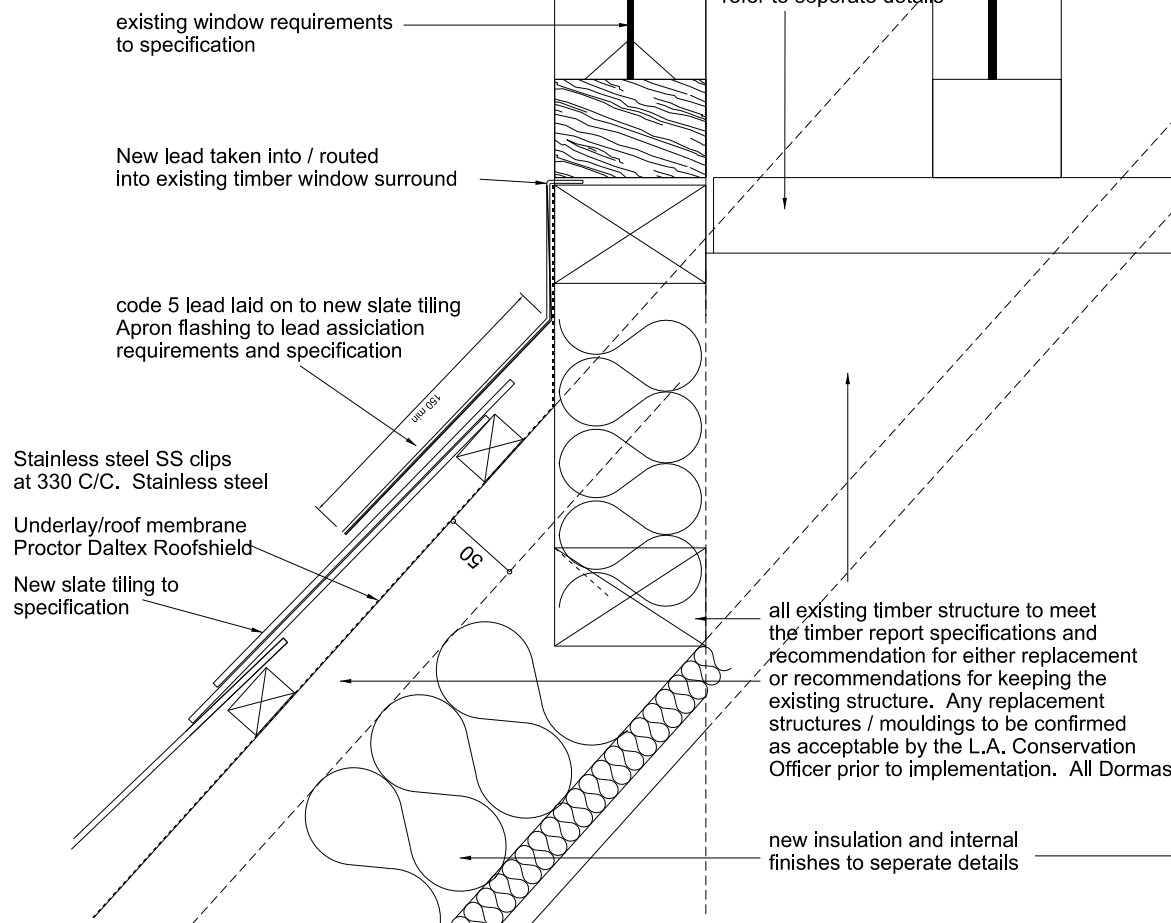 existing window requirements
to specification
refer to seperate details
New lead taken into / routed
into existing timber window surround
code 5 lead laid on to new slate tiling
Apron flashing to lead assiciation
requirements and specification
150 min
Stainless steel SS clips
at 330 C/C.  Stainless steel
Underlay/roof membrane
Proctor Daltex Roofshield
New slate tiling to
specification
50
all existing timber structure to meet
the timber report specifications and
recommendation for either replacement
or recommendations for keeping the
existing structure.  Any replacement
structures / mouldings to be confirmed
as acceptable by the L.A. Conservation
Officer prior to implementation.  All Dormas
new insulation and internal
finishes to seperate details